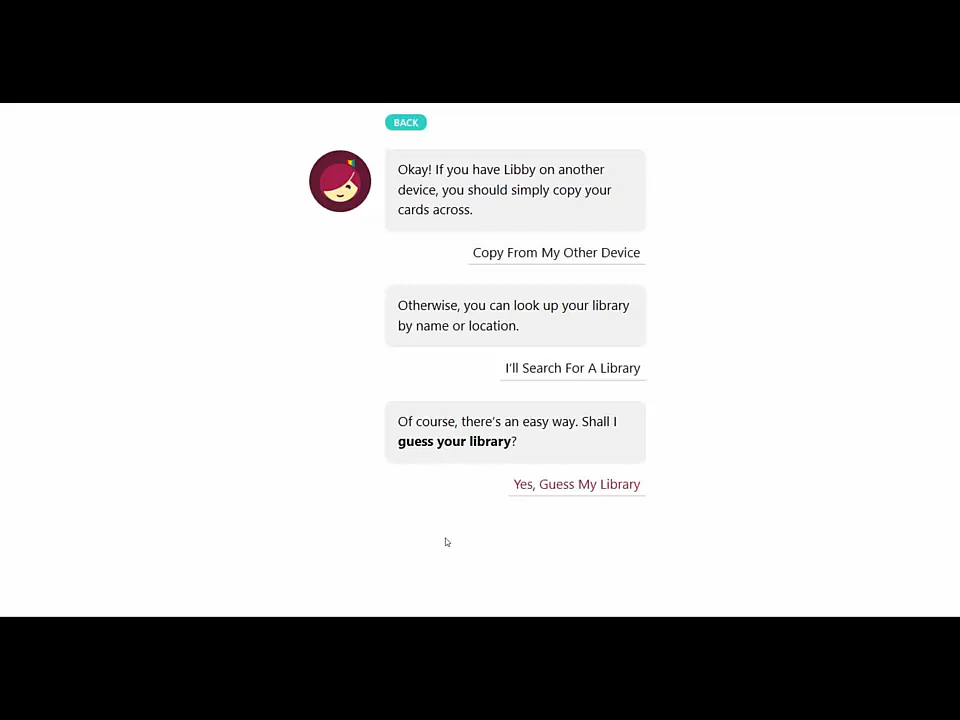 BACK
Okay! If you have Libby on another
device, you should simply copy your
cards across.
Copy From My Other Device
Otherwise, you can look up your library
by name or location.
I'll Search For A Library
Of course, there's an easy way. Shall I
guess your library?
Yes, Guess My Library